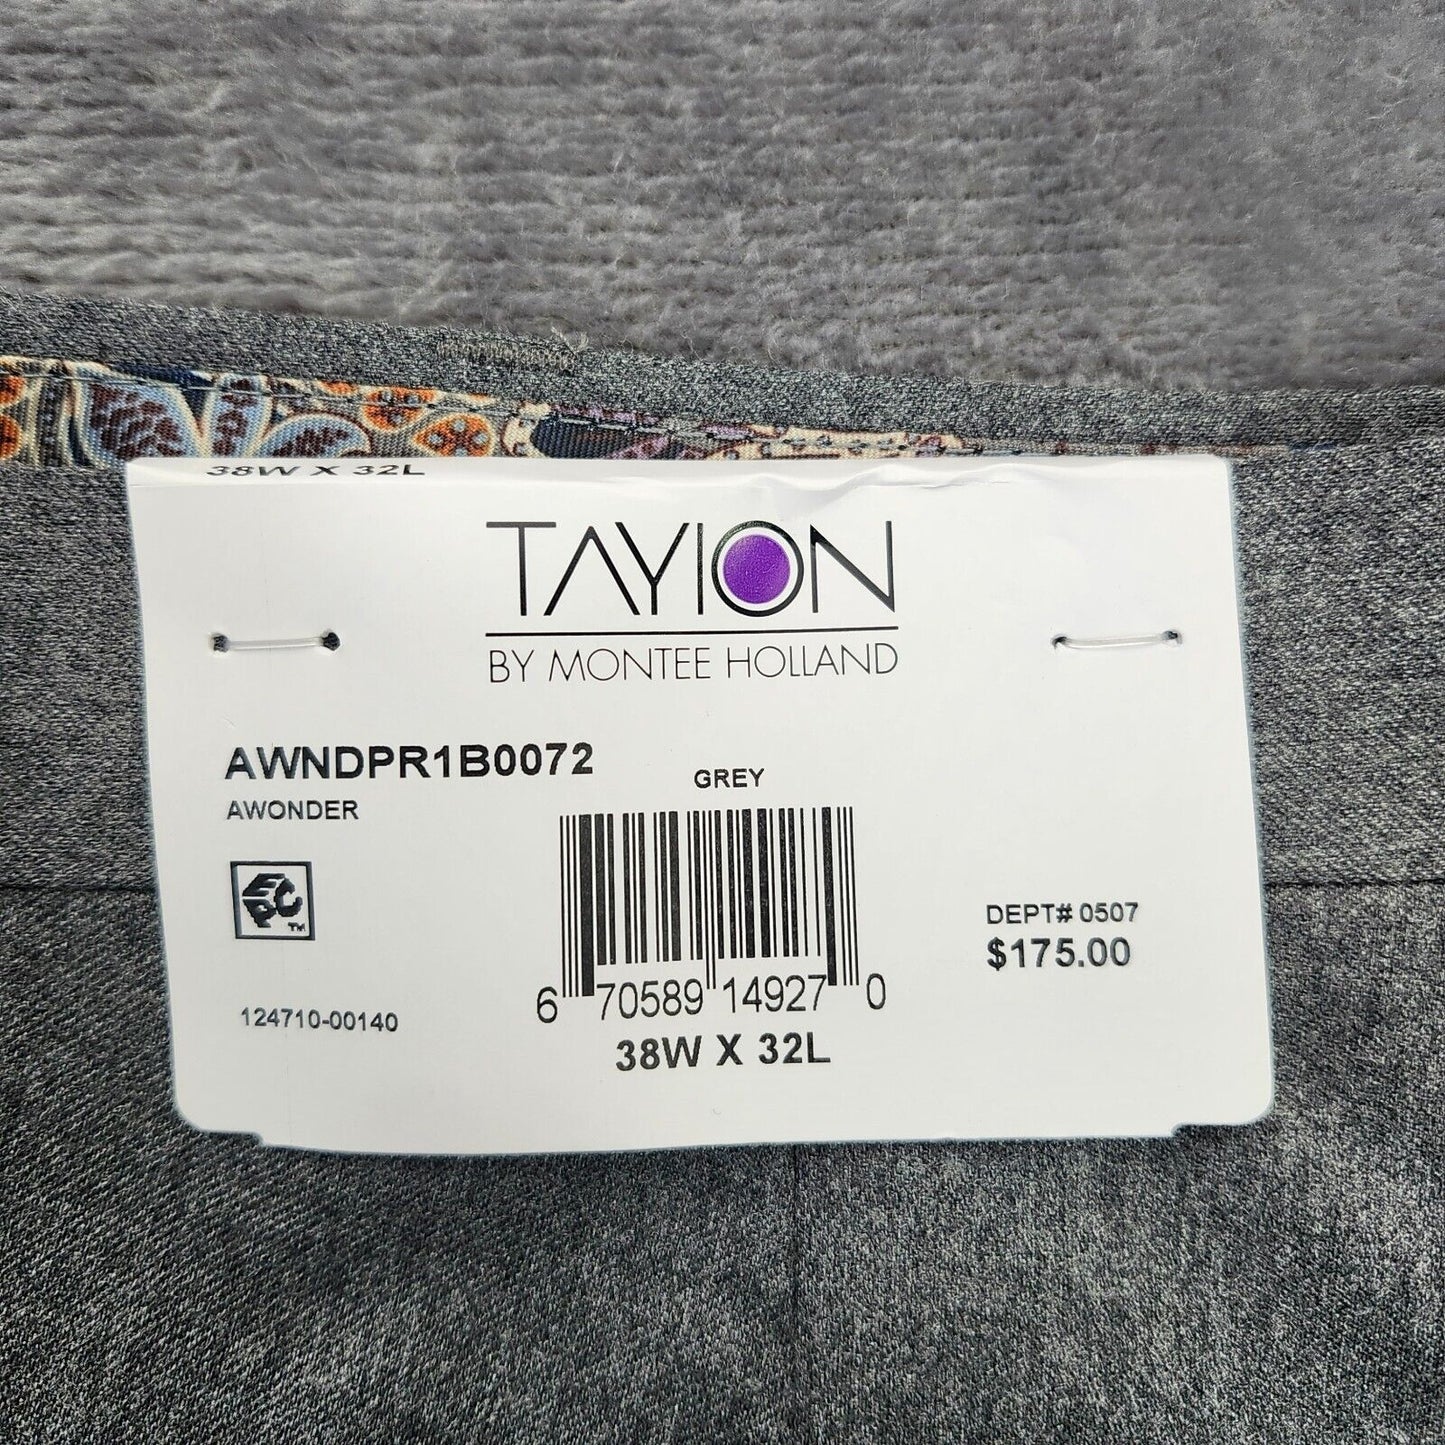 38W X 32L
TAYION
BY MONTEE HOLLAND
AWNDPR1B0072
GREY
AWONDER
EPC TM
DEPT# 0507
$175.00
6 70589 14927 0
124710-00140
38W X 32L